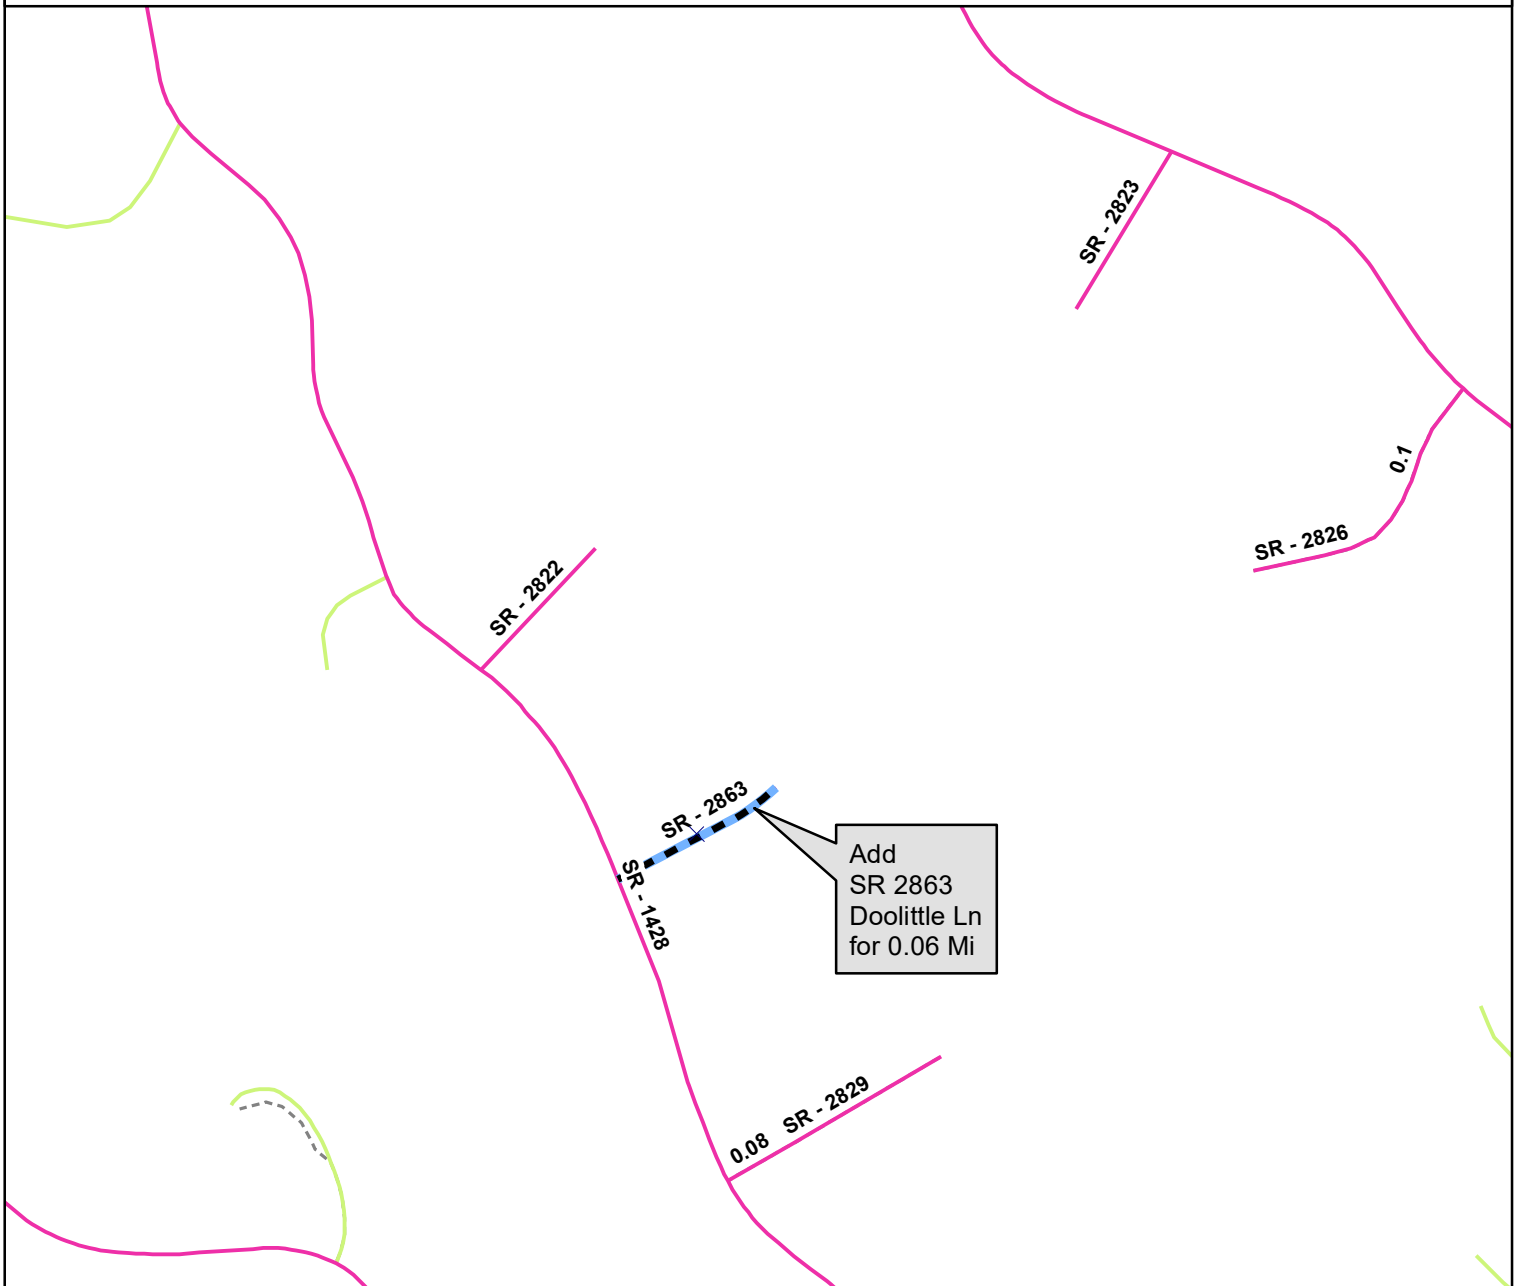 SR - 2823
0.1
SR - 2826
SR - 2822
SR - 2863
Add
SR 2863
Doolittle Ln
for 0.06 Mi
SR - 1428
0.08 SR - 2829